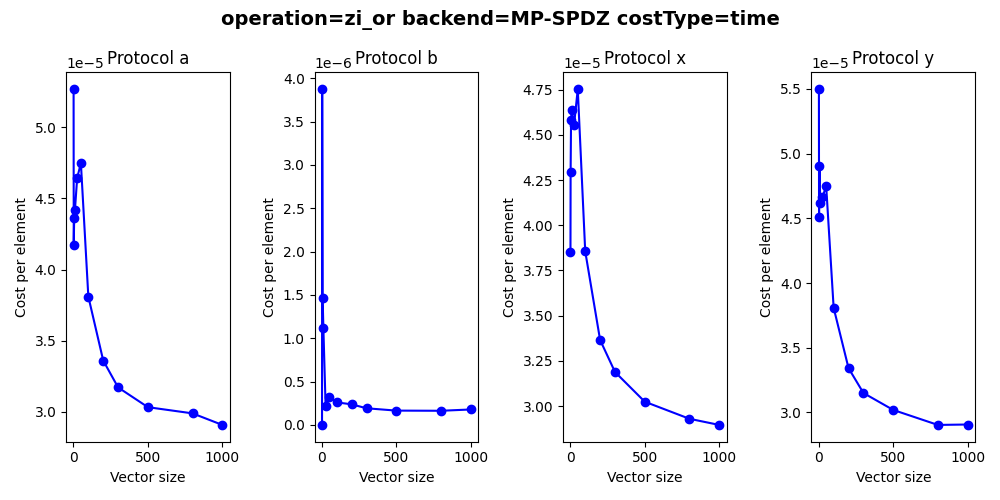 operation=zi_or backend=MP-SPDZ costType=time
1e−5 Protocol a
5.0
4.5
4.0
3.5
3.0
Cost per element
0 500 1000
Vector size
1e−6 Protocol b
4.0
3.5
3.0
2.5
2.0
1.5
1.0
0.5
0.0
Cost per element
0 500 1000
Vector size
1e−5 Protocol x
4.75
4.50
4.25
4.00
3.75
3.50
3.25
3.00
Cost per element
0 500 1000
Vector size
1e−5 Protocol y
5.5
5.0
4.5
4.0
3.5
3.0
Cost per element
0 500 1000
Vector size